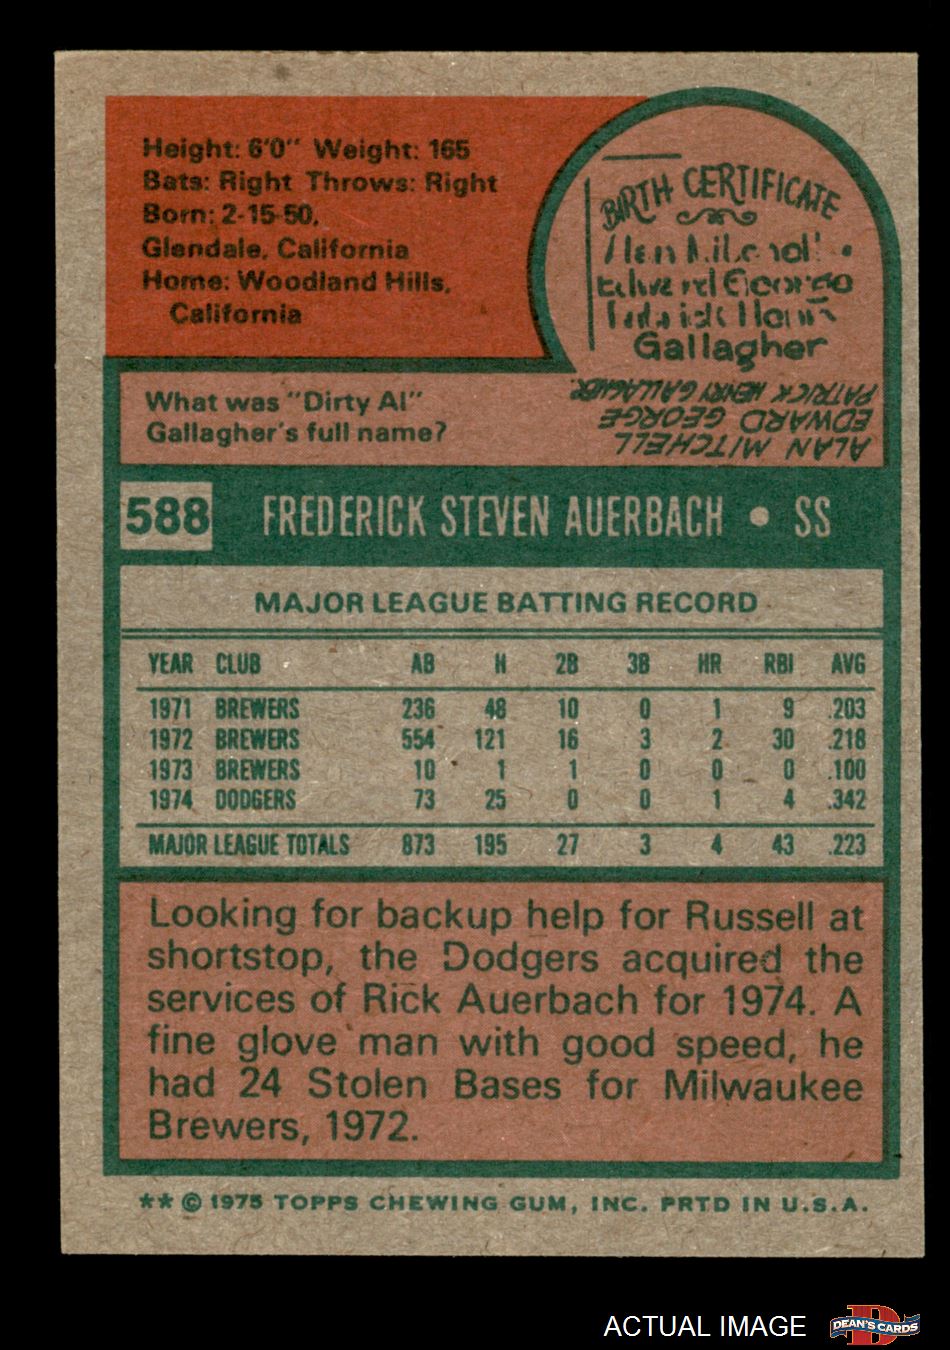 Height: 6'0" Weight: 165
Bats: Right Throws: Right
Born: 2-15-50,
Glendale, California
Home: Woodland Hills,
California
BIRTH CERTIFICATE
Gallagher
What was "Dirty Al"
Gallagher's full name?
ALAN MITCHELL
EDWARD GEORGE
PATRICK HENRY GALLAGHER.
588 FREDERICK STEVEN AUERBACH • SS
MAJOR LEAGUE BATTING RECORD
YEAR CLUB AB H 2B 3B HR RBI AVG
1971 BREWERS 236 48 10 0 1 9 .203
1972 BREWERS 554 121 16 3 2 30 .218
1973 BREWERS 10 1 1 0 0 0 .100
1974 DODGERS 73 25 0 0 1 4 .342
MAJOR LEAGUE TOTALS 873 195 27 3 4 43 .223
Looking for backup help for Russell at
shortstop, the Dodgers acquired the
services of Rick Auerbach for 1974. A
fine glove man with good speed, he
had 24 Stolen Bases for Milwaukee
Brewers, 1972.
** © 1975 TOPPS CHEWING GUM, INC. PRTD IN U.S.A.
ACTUAL IMAGE
DEAN'S CARDS